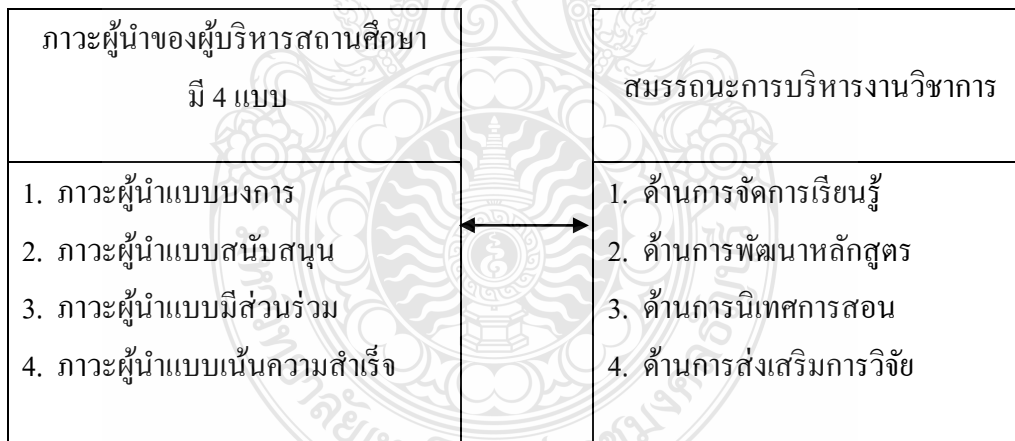 ภาวะผู้นำของผู้บริหารสถานศึกษา
มี 4 แบบ
1. ภาวะผู้นำแบบบงการ
2. ภาวะผู้นำแบบสนับสนุน
3. ภาวะผู้นำแบบมีส่วนร่วม
4. ภาวะผู้นำแบบเน้นความสำเร็จ
สมรรถนะการบริหารงานวิชาการ
1. ด้านการจัดการเรียนรู้
2. ด้านการพัฒนาหลักสูตร
3. ด้านการนิเทศการสอน
4. ด้านการส่งเสริมการวิจัย